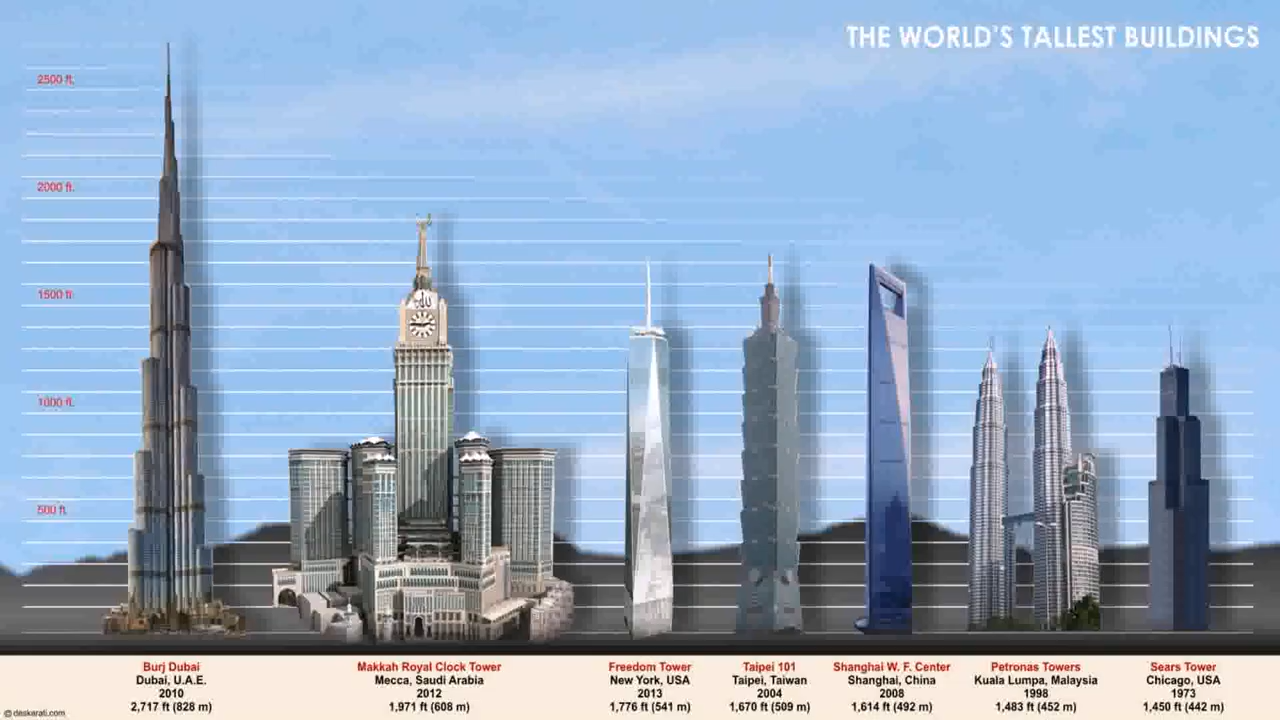 THE WORLD'S TALLEST BUILDINGS
2500 ft.
2000 ft.
1500 ft.
1000 ft.
500 ft.
Burj Dubai
Dubai, U.A.E.
2010
2,717 ft (828 m)
Makkah Royal Clock Tower
Mecca, Saudi Arabia
2012
1,971 ft (608 m)
Freedom Tower
New York, USA
2013
1,776 ft (541 m)
Taipei 101
Taipei, Taiwan
2004
1,670 ft (509 m)
Shanghai W. F. Center
Shanghai, China
2008
1,614 ft (492 m)
Petronas Towers
Kuala Lumpa, Malaysia
1998
1,483 ft (452 m)
Sears Tower
Chicago, USA
1973
1,450 ft (442 m)
© deskarati.com